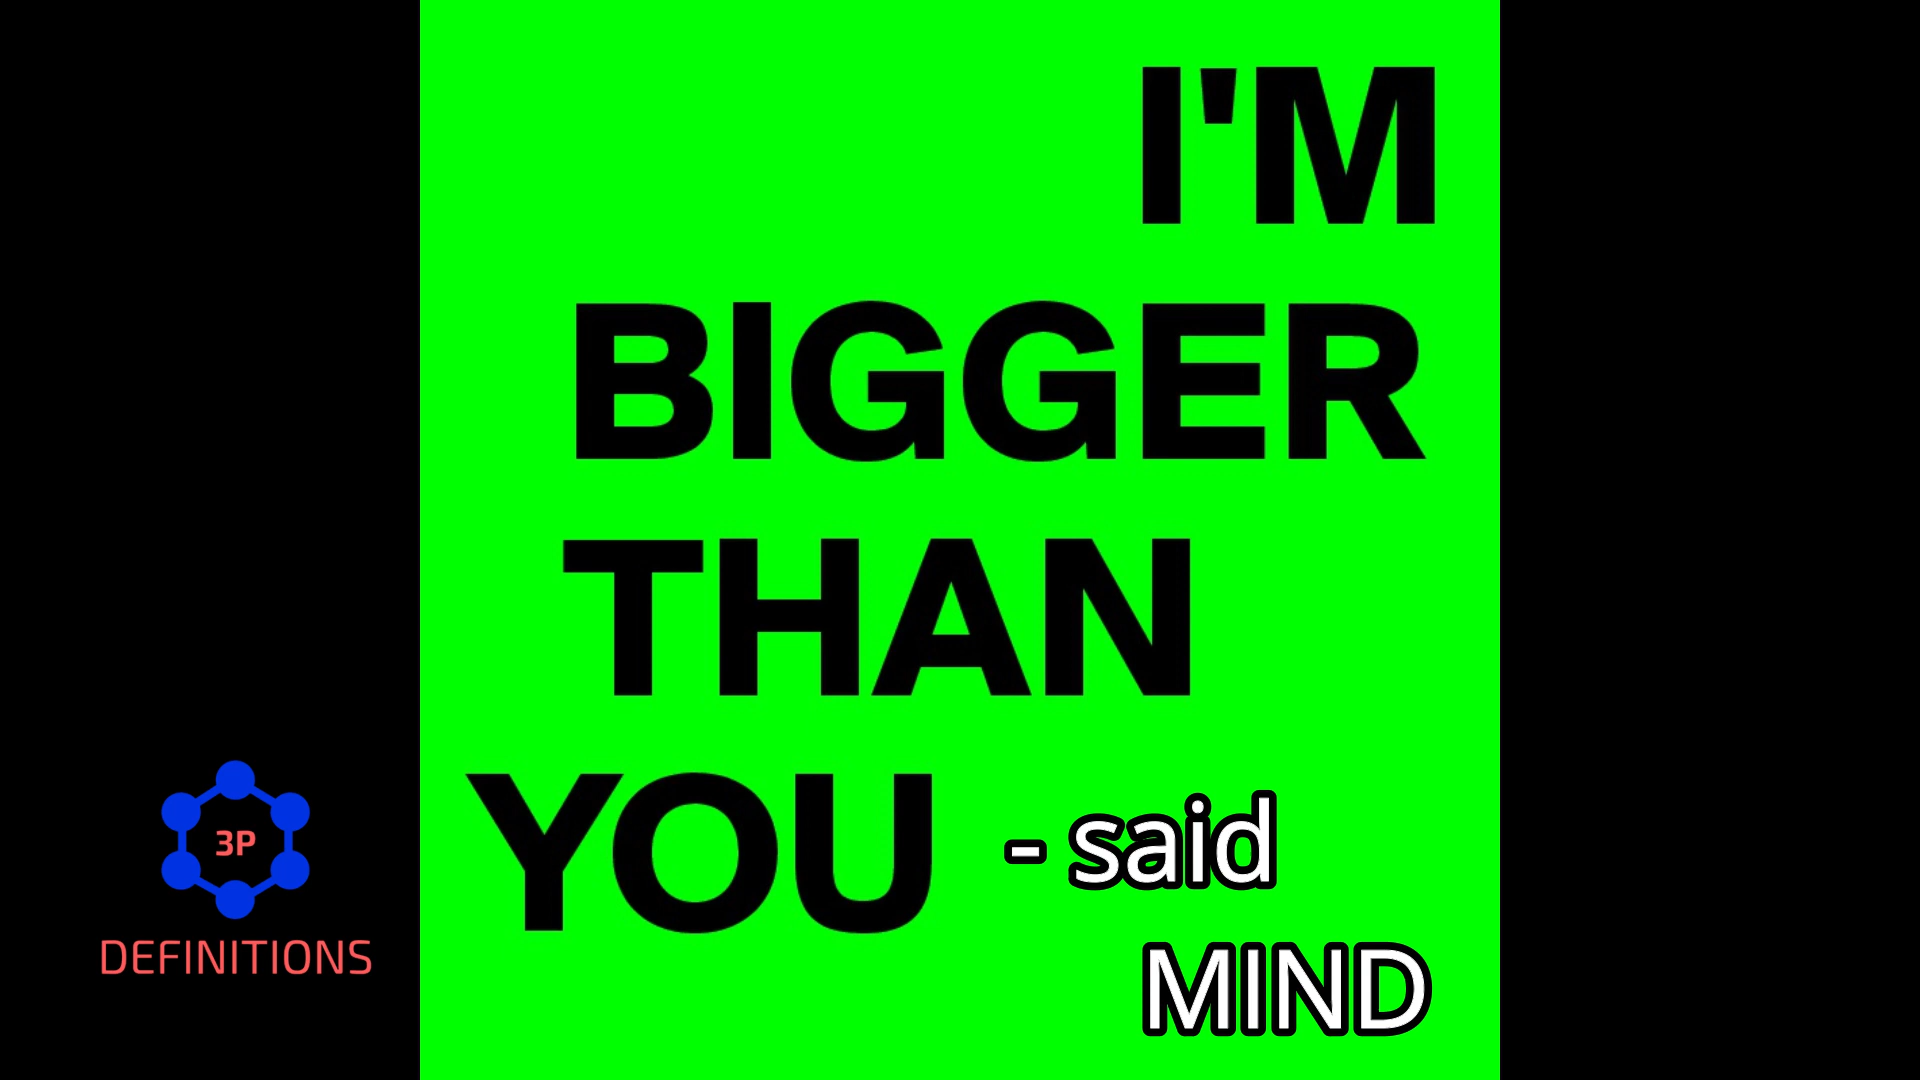 I'M
BIGGER
THAN
YOU - said
MIND
3P
DEFINITIONS